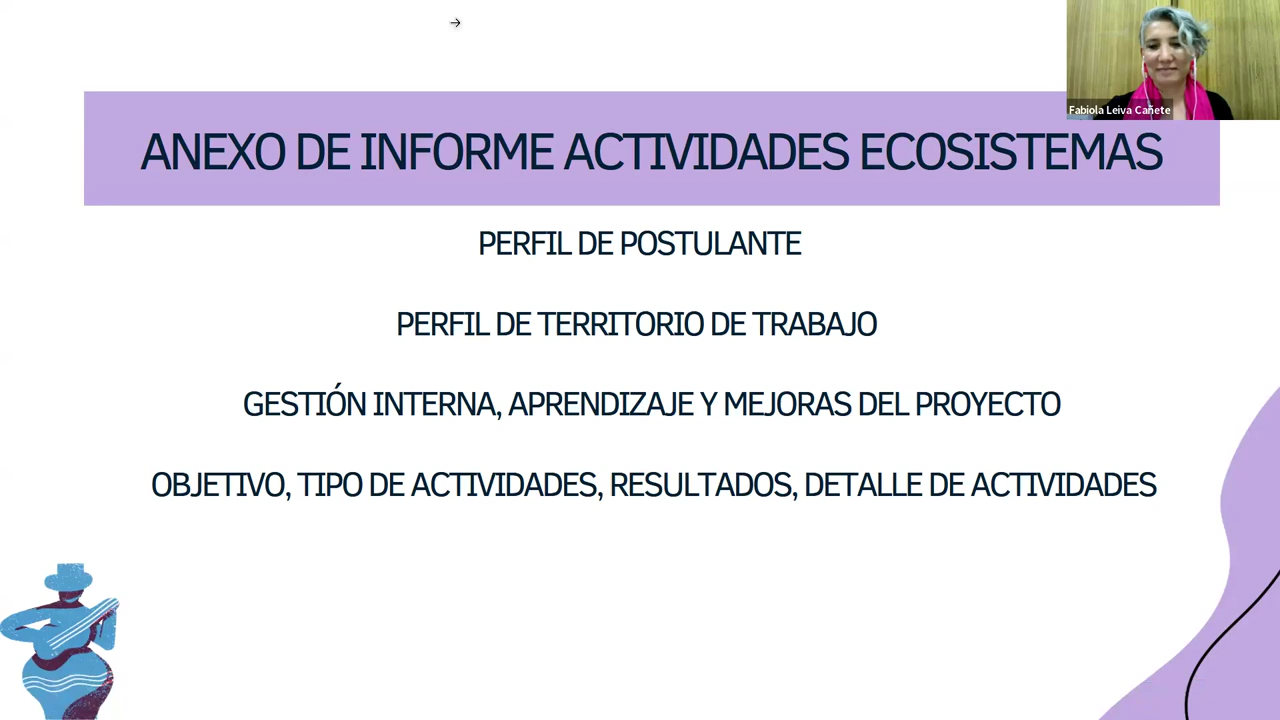 Fabiola Leiva Cañete
ANEXO DE INFORME ACTIVIDADES ECOSISTEMAS
PERFIL DE POSTULANTE
PERFIL DE TERRITORIO DE TRABAJO
GESTIÓN INTERNA, APRENDIZAJE Y MEJORAS DEL PROYECTO
OBJETIVO, TIPO DE ACTIVIDADES, RESULTADOS, DETALLE DE ACTIVIDADES